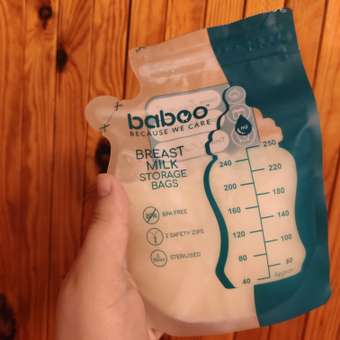 baboo
BECAUSE WE CARE
BREAST
MILK
STORAGE
BAGS
BPA FREE
2 SAFETY ZIPS
STERILISED
250
240
220
200
180
160
140
120
100
80
60
40